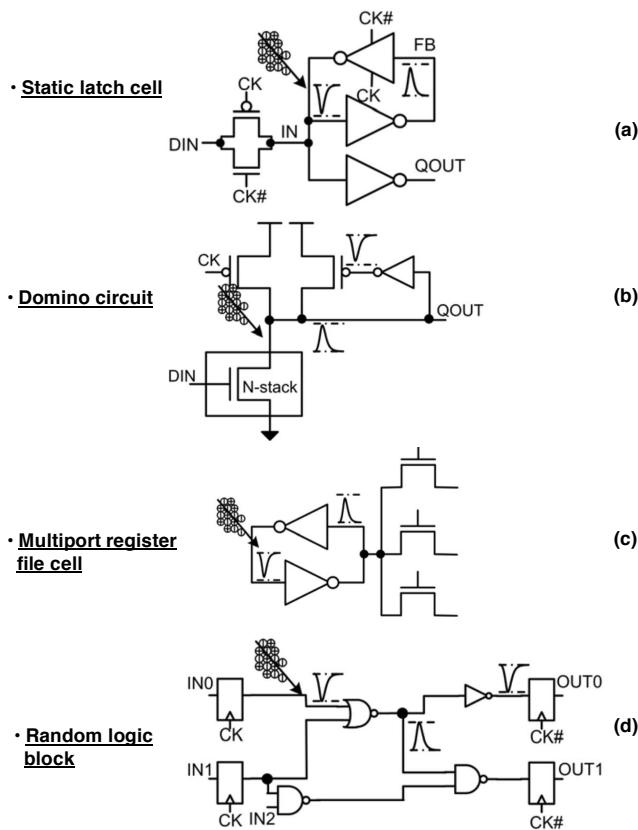 CK#
FB
• Static latch cell
CK
CK
IN
(a)
DIN
QOUT
CK#
CK
• Domino circuit
(b)
QOUT
DIN
N-stack
• Multiport register
file cell
(c)
IN0
OUT0
CK
CK#
• Random logic
block
(d)
IN1
OUT1
IN2
CK
CK#